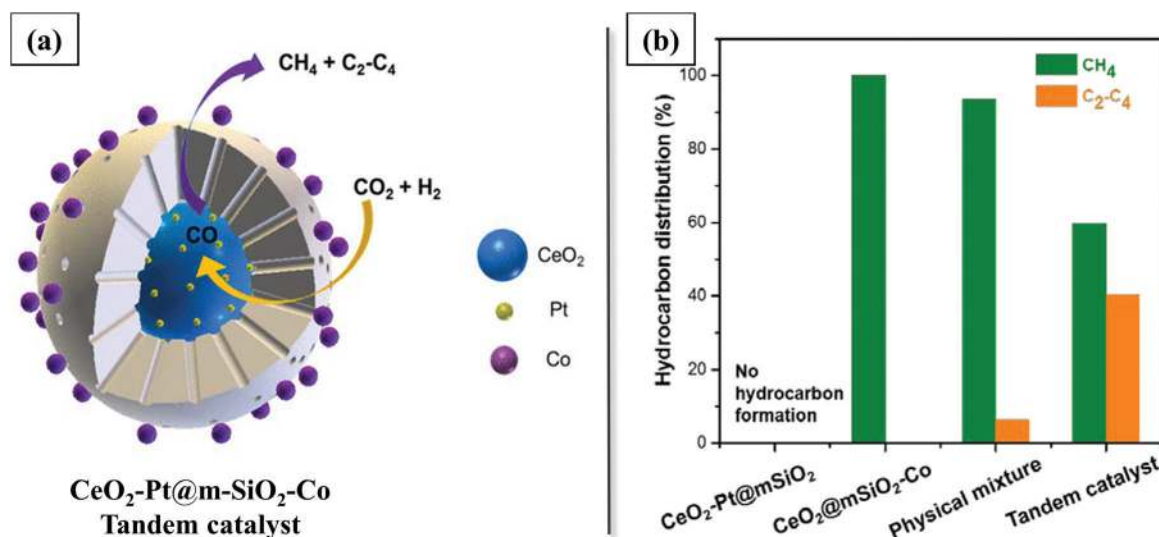 (a)
CH₄ + C₂-C₄
CO₂ + H₂
CO
CeO₂
Pt
Co
CeO₂-Pt@m-SiO₂-Co
Tandem catalyst
(b)
Hydrocarbon distribution (%)
100
80
60
40
20
0
CH₄
C₂-C₄
No
hydrocarbon
formation
CeO₂-Pt@mSiO₂
CeO₂@mSiO₂-Co
Physical mixture
Tandem catalyst